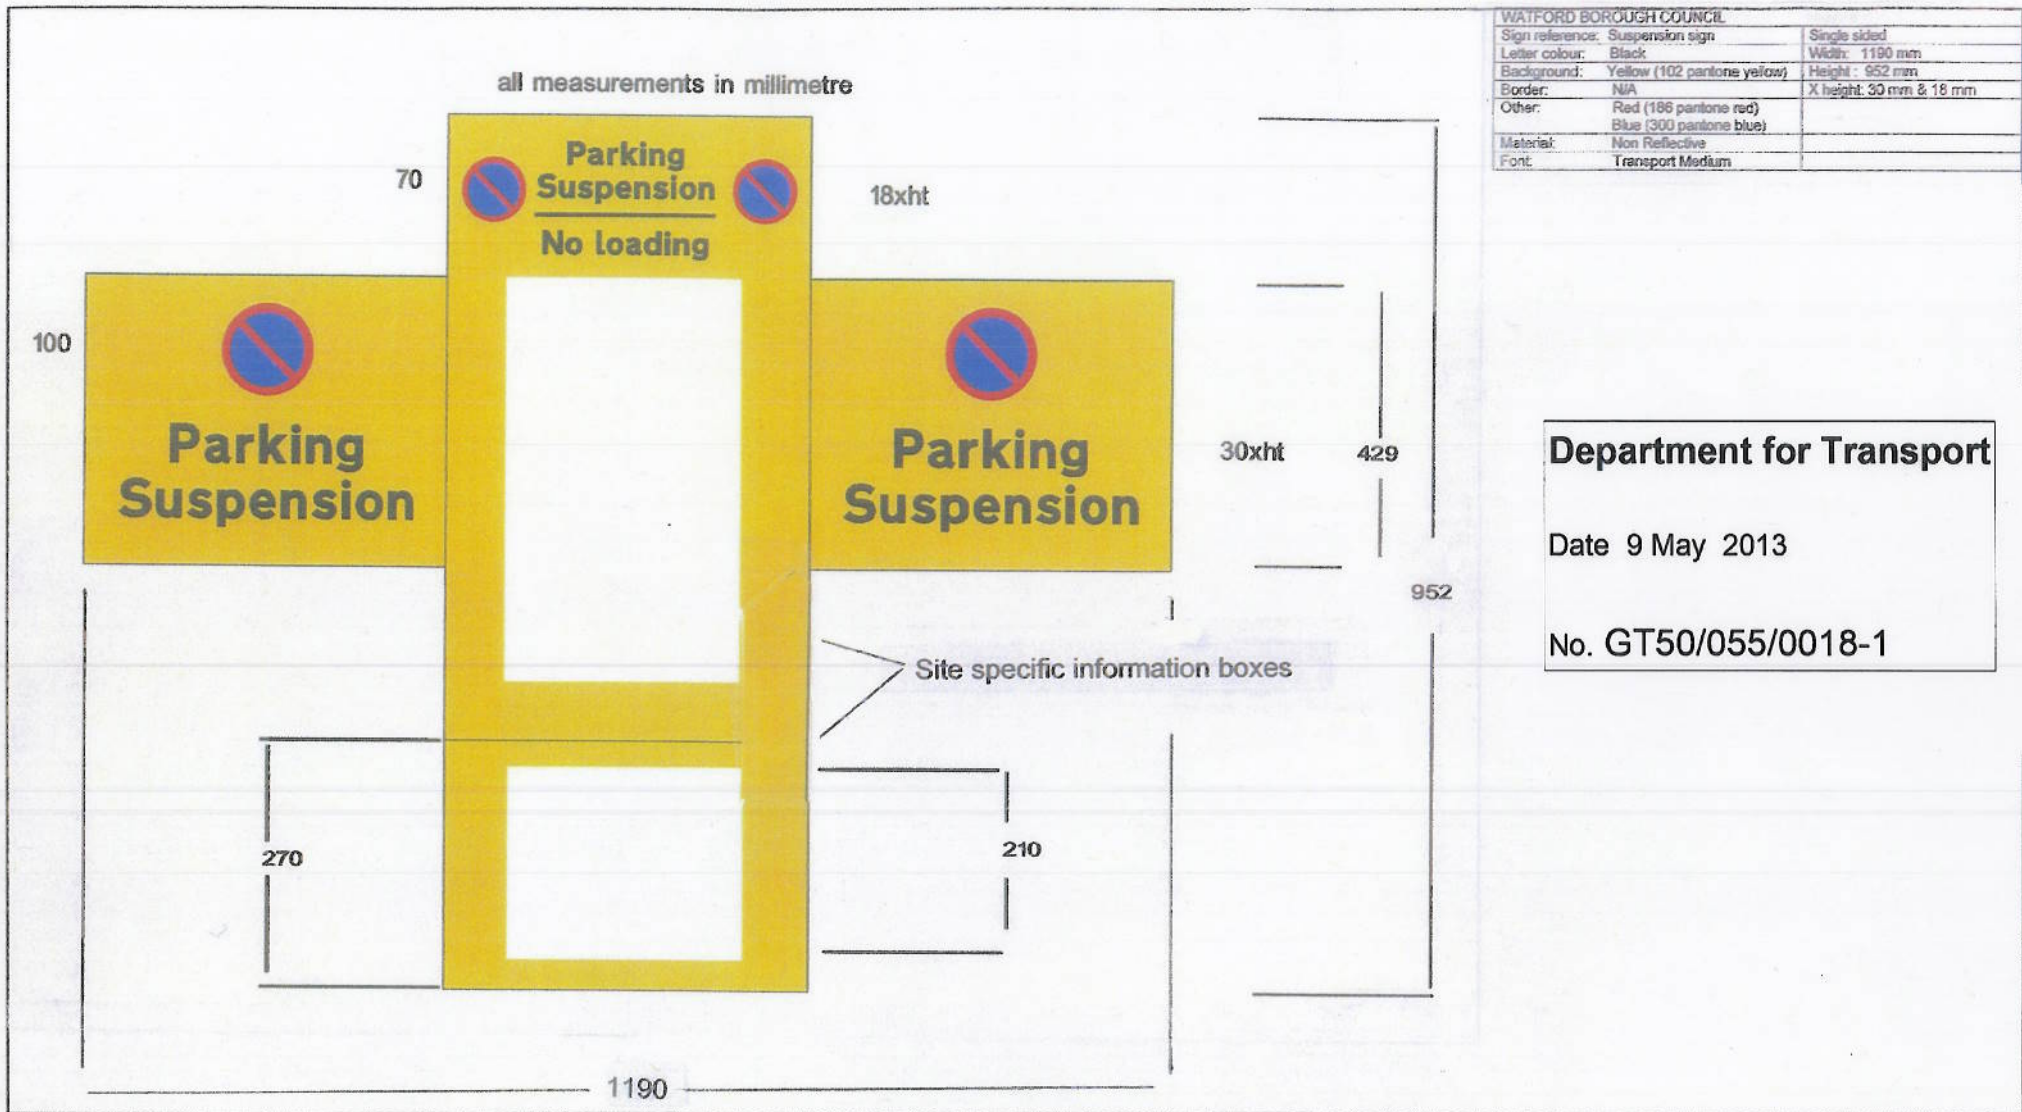 WATFORD BOROUGH COUNCIL
Sign reference: Suspension sign Single sided
Letter colour: Black Width: 1190 mm
Background: Yellow (102 pantone yellow) Height: 952 mm
Border: N/A X height: 30 mm & 18 mm
Other: Red (186 pantone red)
Blue (300 pantone blue)
Material: Non Reflective
Font: Transport Medium
all measurements in millimetre
Parking
Suspension
No loading
70
18xht
100
Parking
Suspension
Parking
Suspension
30xht
429
952
Site specific information boxes
270
210
1190
Department for Transport
Date 9 May 2013
No. GT50/055/0018-1